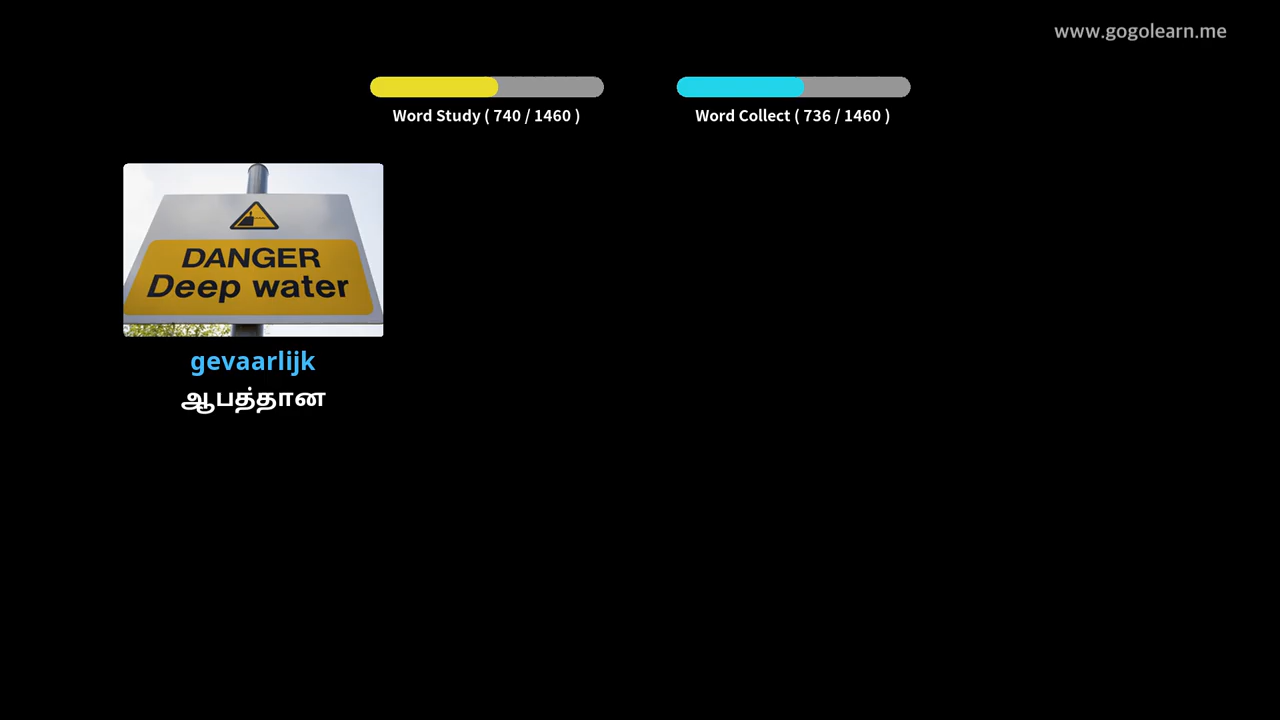 www.gogolearn.me
Word Study ( 740 / 1460 )
Word Collect ( 736 / 1460 )
DANGER
Deep water
gevaarlijk
ஆபத்தான